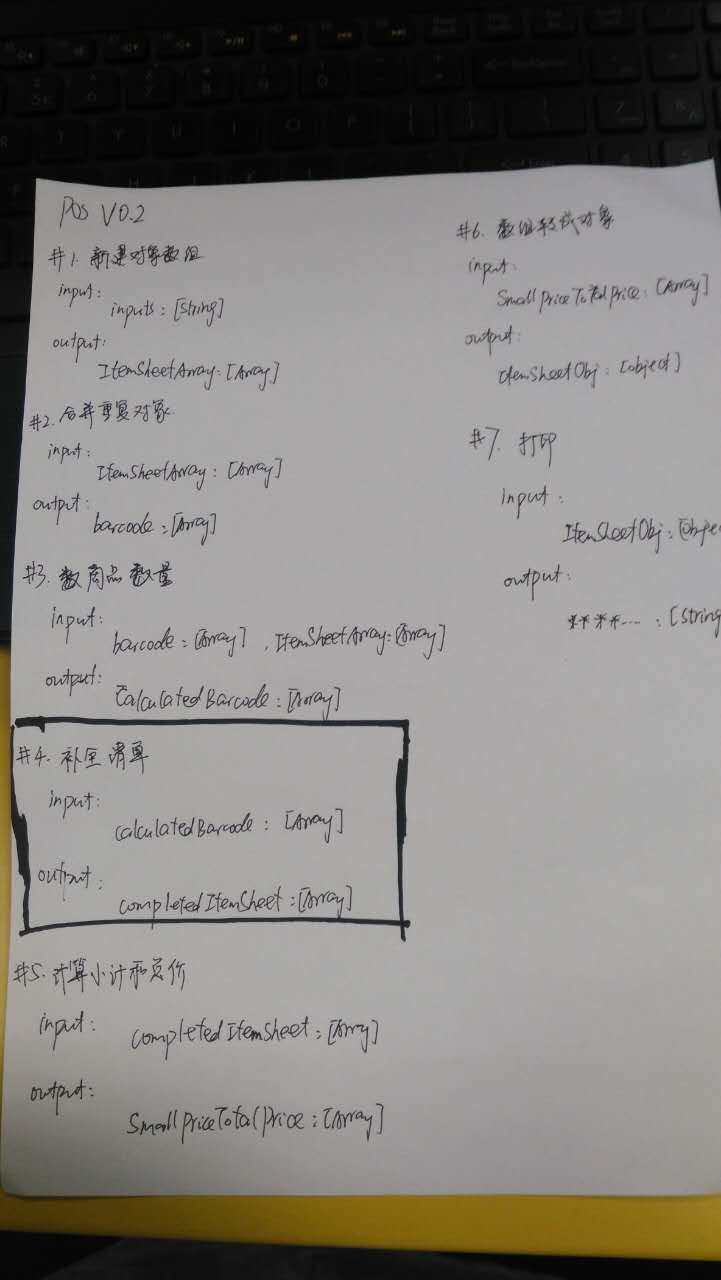 POS V0.2
#1. 新建对象数组
input:
inputs: [String]
output:
ItemSheetArray: [Array]
#2. 合并重复对象
input:
ItemSheetArray: [Array]
output:
barcode: [Array]
#3. 数商品数量
input:
barcode: [Array], ItemSheetArray: [Array]
output:
CalculatedBarcode: [Array]
#4. 补全清单
input:
CalculatedBarcode: [Array]
output:
completedItemSheet: [Array]
#5. 计算小计和总价
input: completedItemSheet: [Array]
output:
SmallPriceTotalPrice: [Array]
#6. 数组转成对象
input:
SmallPriceTotalPrice: [Array]
output:
ItemSheetObj: [object]
#7. 打印
input:
ItemSheetObj: [Objec
output:
****....: [String